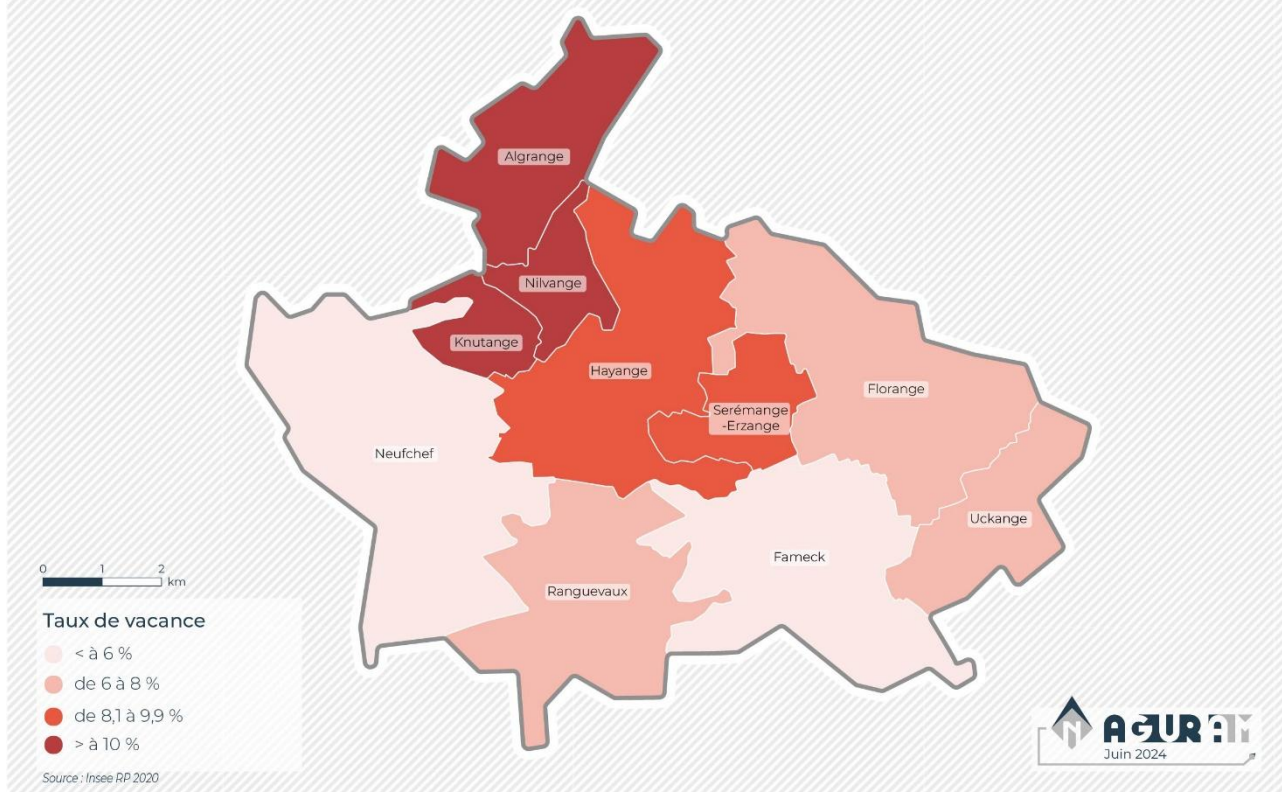 Algrange
Nilvange
Knutange
Hayange
Florange
Serémange
-Erzange
Neufchef
Uckange
Fameck
Ranguevaux
0 1 2
km
Taux de vacance
< à 6 %
de 6 à 8 %
de 8,1 à 9,9 %
> à 10 %
Source : Insee RP 2020
N
AGURAM
Juin 2024